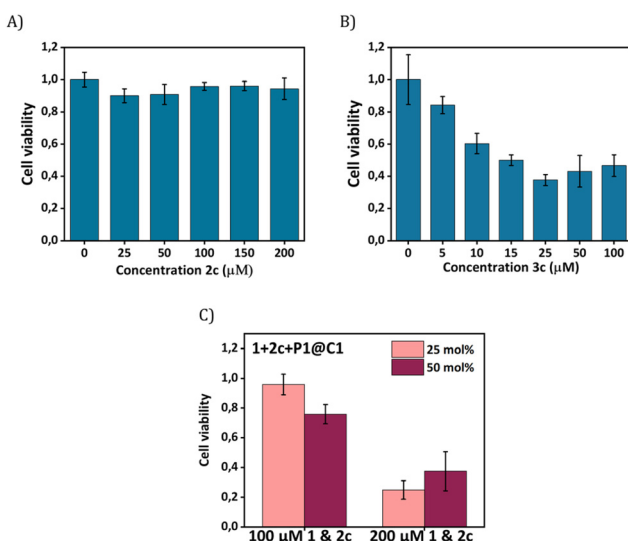 A)
1,2
1,0
0,8
0,6
0,4
0,2
0,0
Cell viability
0 25 50 100 150 200
Concentration 2c (μM)
B)
1,2
1,0
0,8
0,6
0,4
0,2
0,0
Cell viability
0 5 10 15 25 50 100
Concentration 3c (μM)
C)
1+2c+P1@C1
25 mol%
50 mol%
1,2
1,0
0,8
0,6
0,4
0,2
0,0
Cell viability
100 μM 1 & 2c 200 μM 1 & 2c